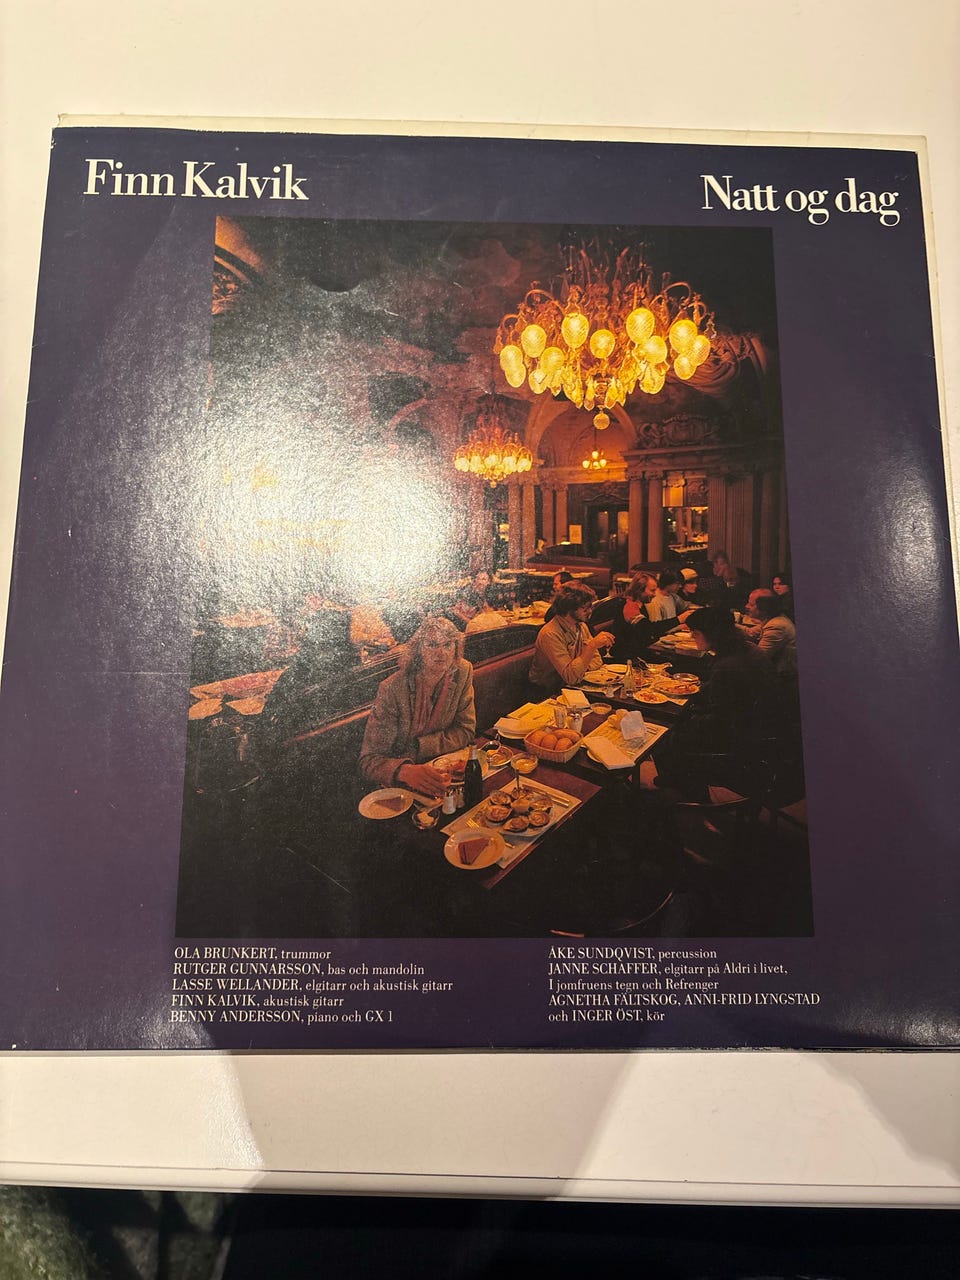 Finn Kalvik
Natt og dag
OLA BRUNKERT, trummor
RUTGER GUNNARSSON, bas och mandolin
LASSE WELLANDER, elgitarr och akustisk gitarr
FINN KALVIK, akustisk gitarr
BENNY ANDERSSON, piano och GX 1
ÅKE SUNDQVIST, percussion
JANNE SCHAFFER, elgitarr på Aldri i livet,
I jomfruens tegn och Refrenger
AGNETHA FÄLTSKOG, ANNI-FRID LYNGSTAD
och INGER ÖST, kör